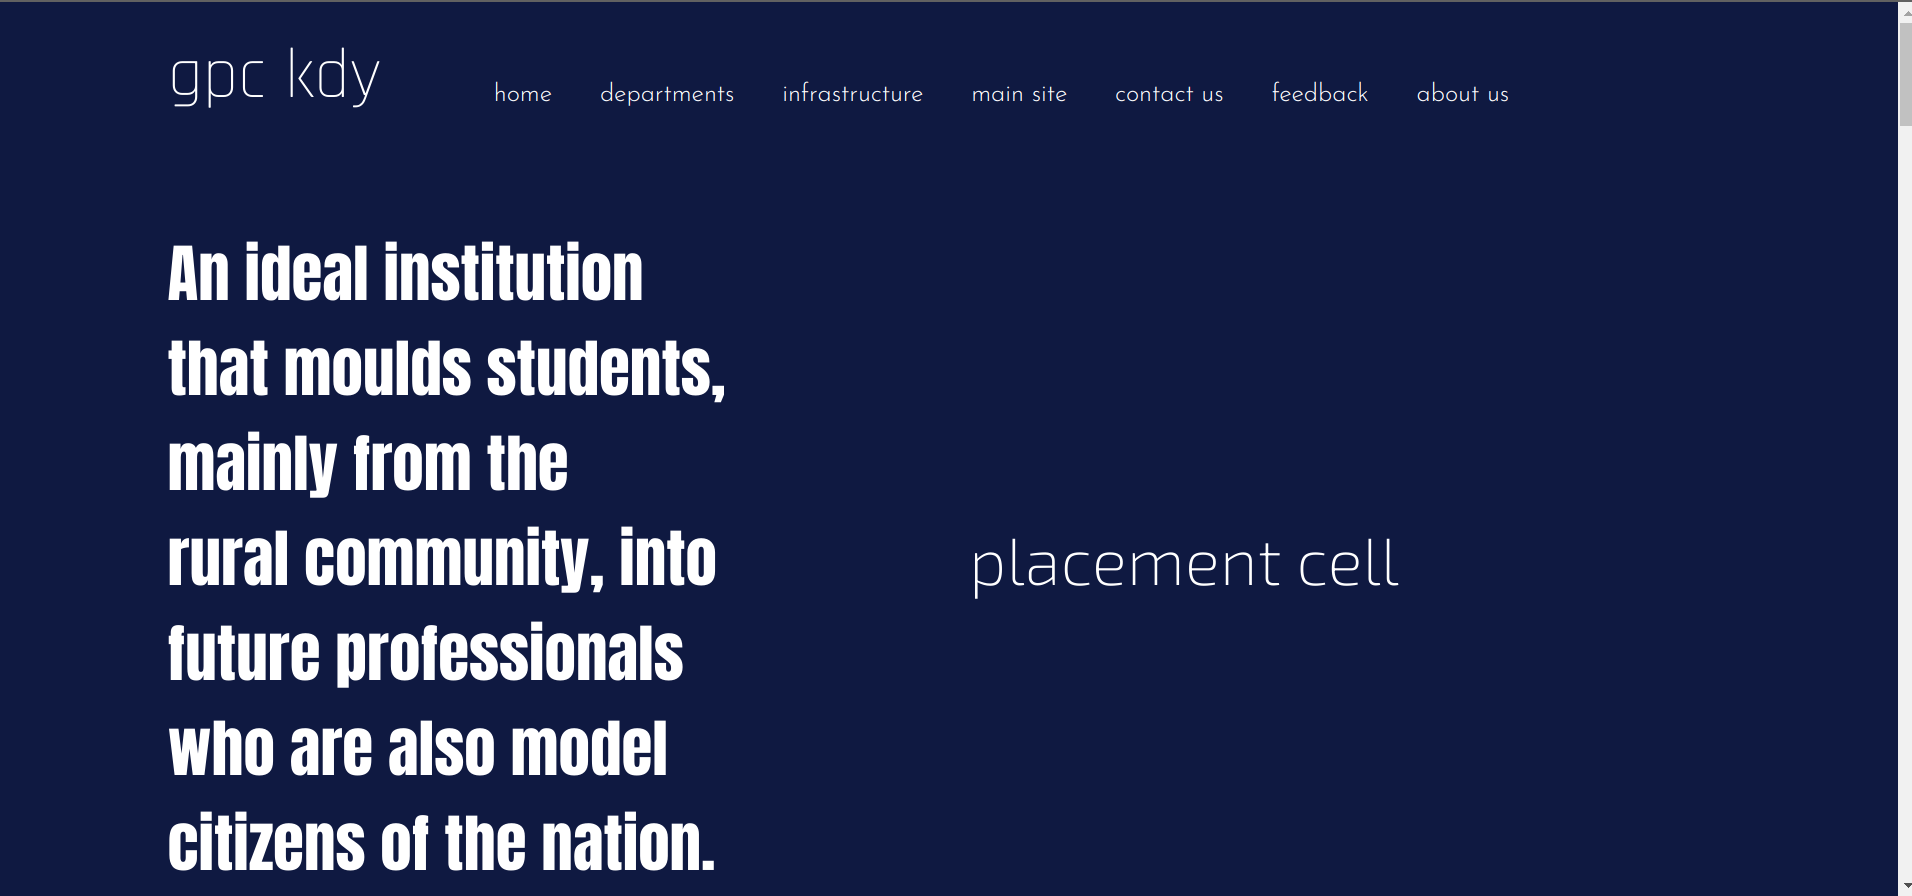 gpc kdy
home departments infrastructure main site contact us feedback about us
An ideal institution
that moulds students,
mainly from the
rural community, into
future professionals
who are also model
citizens of the nation.
placement cell